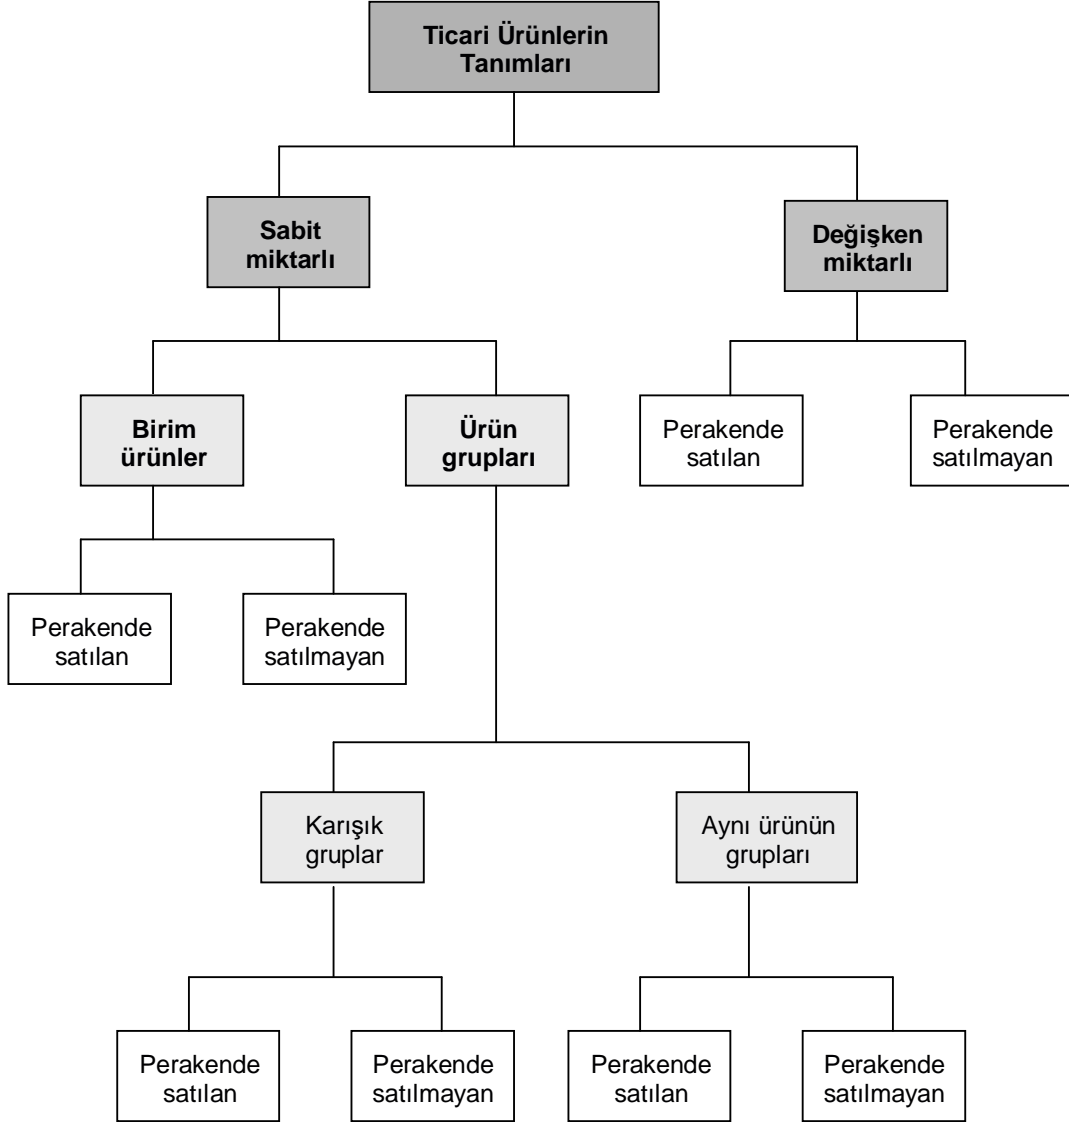 Ticari Ürünlerin
Tanımları
Sabit
miktarlı
Değişken
miktarlı
Birim
ürünler
Ürün
grupları
Perakende
satılan
Perakende
satılmayan
Perakende
satılan
Perakende
satılmayan
Karışık
gruplar
Aynı ürünün
grupları
Perakende
satılan
Perakende
satılmayan
Perakende
satılan
Perakende
satılmayan